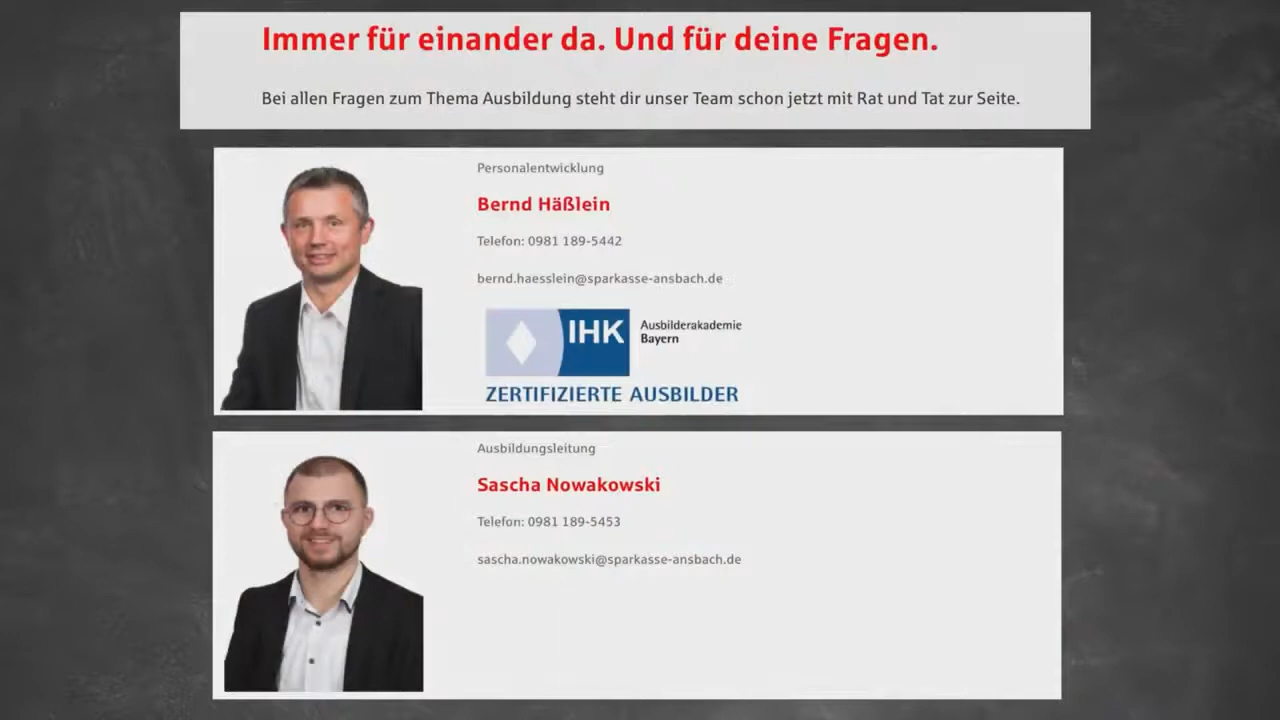 Immer für einander da. Und für deine Fragen.
Bei allen Fragen zum Thema Ausbildung steht dir unser Team schon jetzt mit Rat und Tat zur Seite.
Personalentwicklung
Bernd Häßlein
Telefon: 0981 189-5442
bernd.haesslein@sparkasse-ansbach.de
IHK
Ausbilderakademie
Bayern
ZERTIFIZIERTE AUSBILDER
Ausbildungsleitung
Sascha Nowakowski
Telefon: 0981 189-5453
sascha.nowakowski@sparkasse-ansbach.de